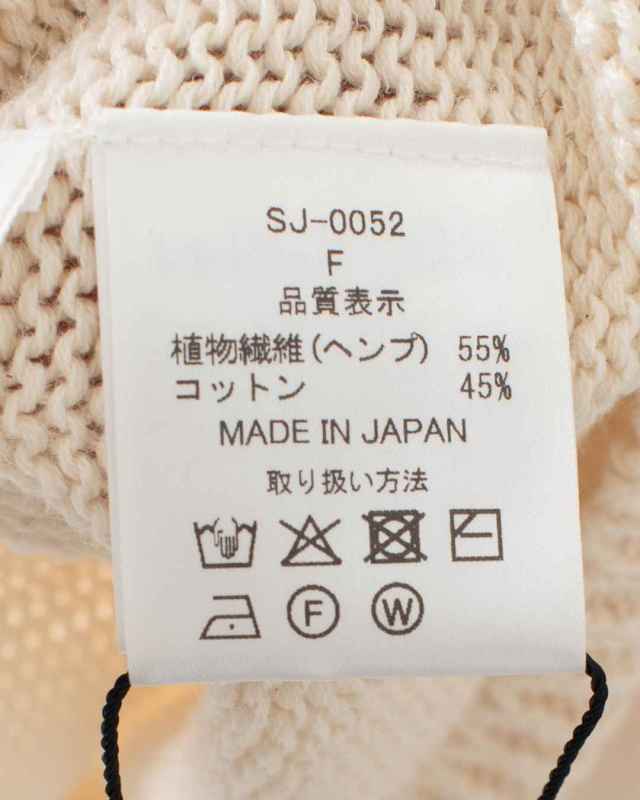 SJ-0052
F
品質表示
植物繊維(ヘンプ) 55%
コットン 45%
MADE IN JAPAN
取り扱い方法
F W